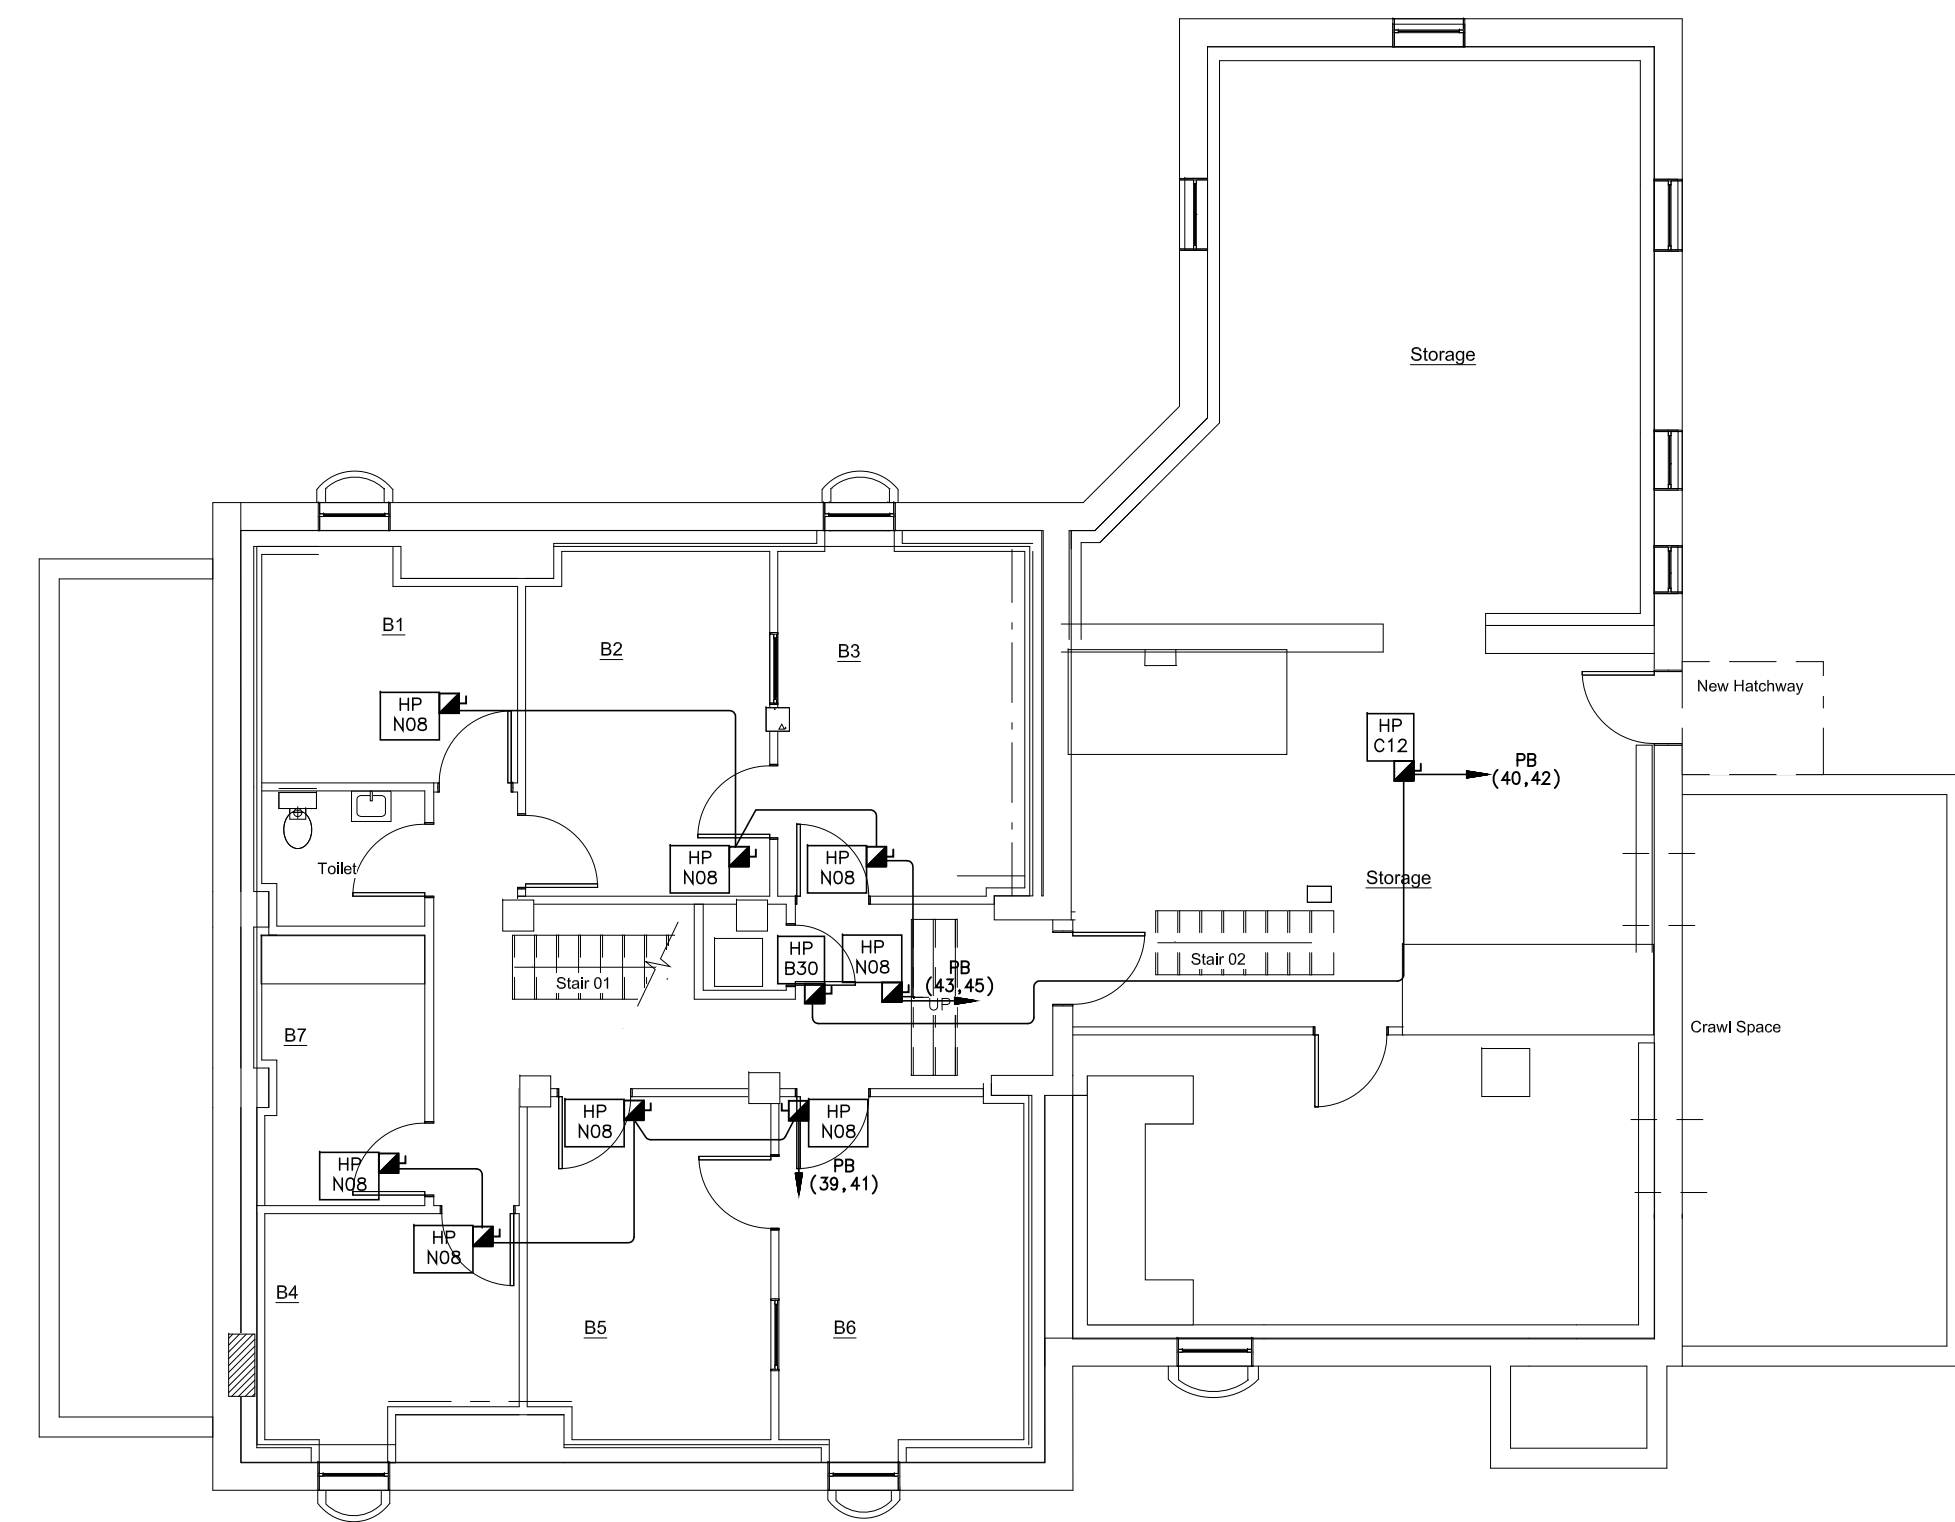 Storage
B1
B2
B3
HP
N08
New Hatchway
HP
C12
PB
(40,42)
Toilet
HP
N08
HP
N08
Storage
HP
B30
HP
N08
PB
(43,45)
UP
Stair 01
Stair 02
B7
Crawl Space
HP
N08
HP
N08
PB
(39,41)
HP
N08
HP
N08
B4
B5
B6